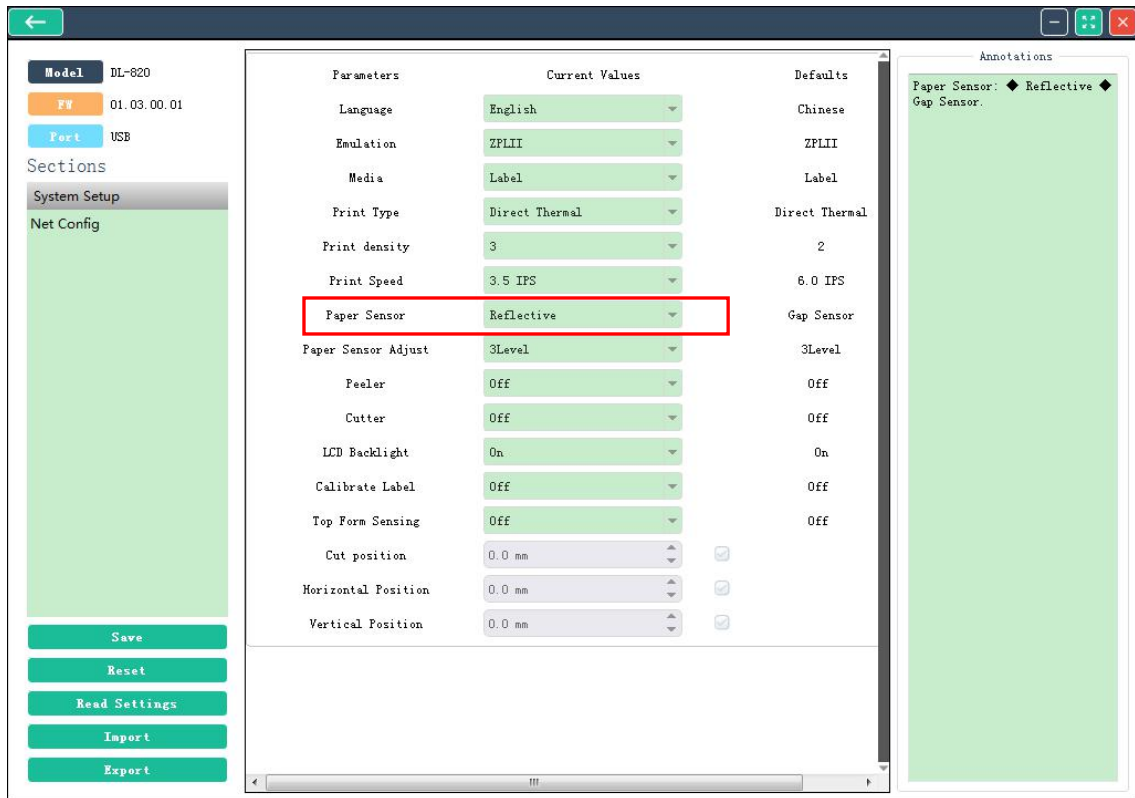 Annotations
Model DL-820
FW 01.03.00.01
Port USB
Sections
System Setup
Net Config
Save
Reset
Read Settings
Import
Export
Parameters Current Values Defaults
Language English Chinese
Emulation ZPLII ZPLII
Media Label Label
Print Type Direct Thermal Direct Thermal
Print density 3 2
Print Speed 3.5 IPS 6.0 IPS
Paper Sensor Reflective Gap Sensor
Paper Sensor Adjust 3Level 3Level
Peeler Off Off
Cutter Off Off
LCD Backlight On On
Calibrate Label Off Off
Top Form Sensing Off Off
Cut position 0.0 mm
Horizontal Position 0.0 mm
Vertical Position 0.0 mm
Paper Sensor: ◆ Reflective ◆
Gap Sensor.